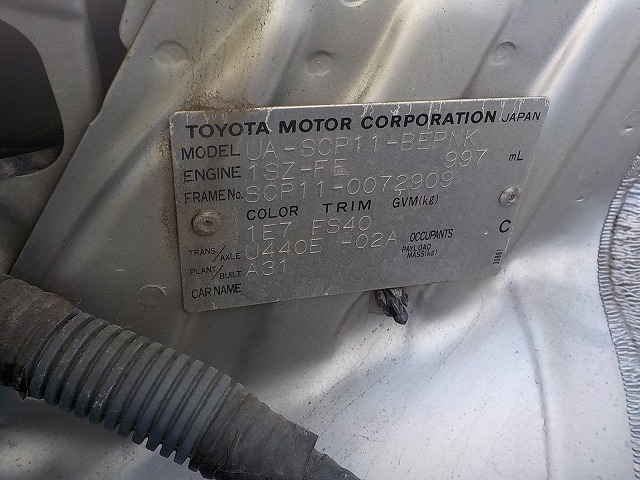 TOYOTA MOTOR CORPORATION JAPAN
MODEL UA-SCP11-BEPNK
ENGINE 1SZ-FE 997 mL
FRAME No. SCP11-0072909
COLOR TRIM GVM(kg)
1E7 FS40 C
TRANS./AXLE U440E -02A OCCUPANTS
PLANT/BUILT A31 PAYLOAD MASS(kg)
CAR NAME